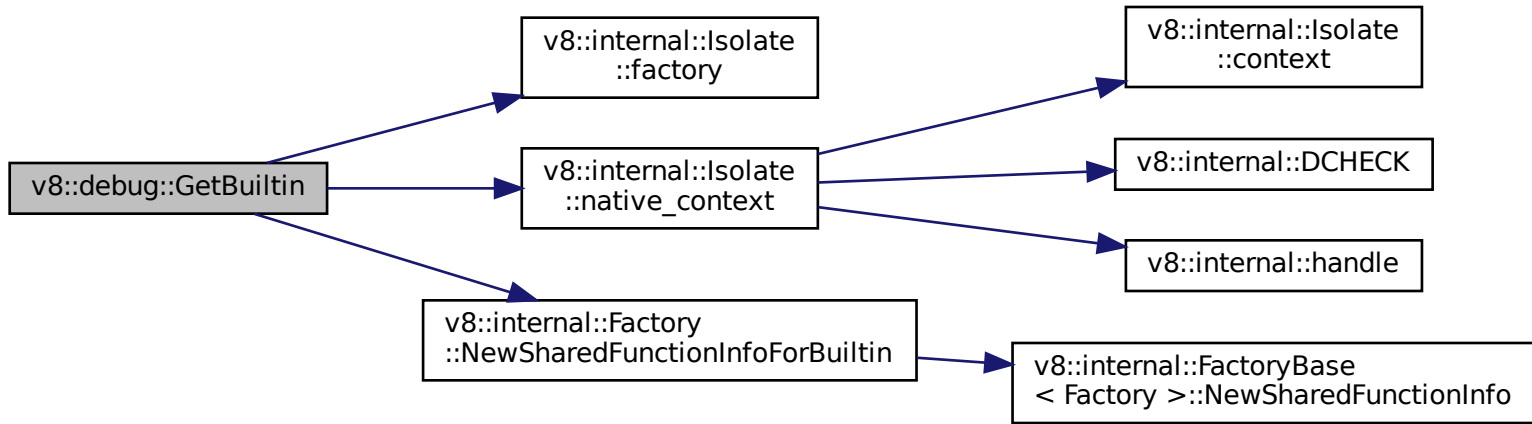 v8::debug::GetBuiltin
v8::internal::Isolate
::factory
v8::internal::Isolate
::native_context
v8::internal::Factory
::NewSharedFunctionInfoForBuiltin
v8::internal::Isolate
::context
v8::internal::DCHECK
v8::internal::handle
v8::internal::FactoryBase
< Factory >::NewSharedFunctionInfo